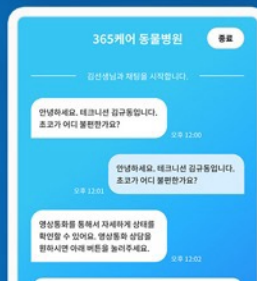 365케어 동물병원
종료
김선생님과 채팅을 시작합니다.
안녕하세요. 테크니션 김규동입니다.
초코가 어디 불편한가요?
오후 12:00
안녕하세요. 테크니션 김규동입니다.
초코가 어디 불편한가요?
오후 12:01
영상통화를 통해서 자세하게 상태를
확인할 수 있어요. 영상통화 상담을
원하시면 아래 버튼을 눌러주세요.
오후 12:02